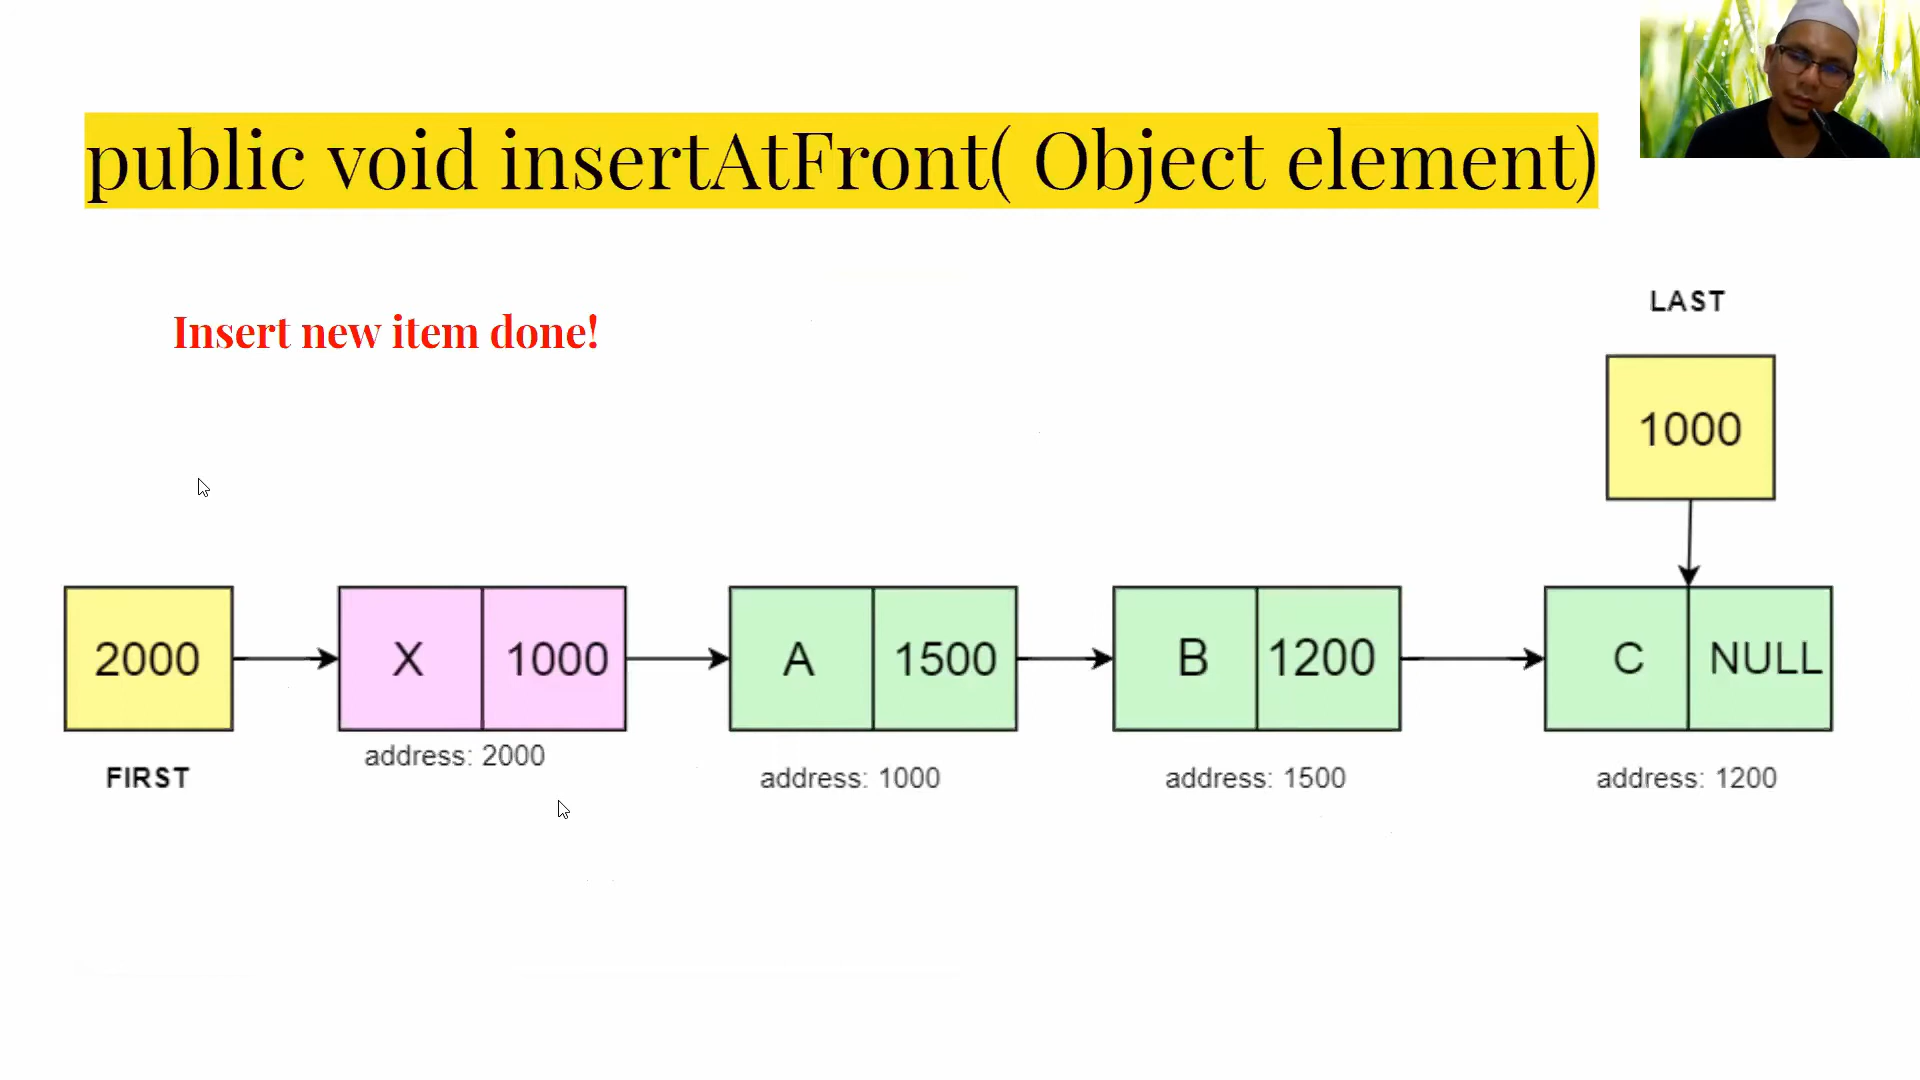 public void insertAtFront( Object element)
Insert new item done!
LAST
1000
2000
X
1000
A
1500
B
1200
C
NULL
FIRST
address: 2000
address: 1000
address: 1500
address: 1200